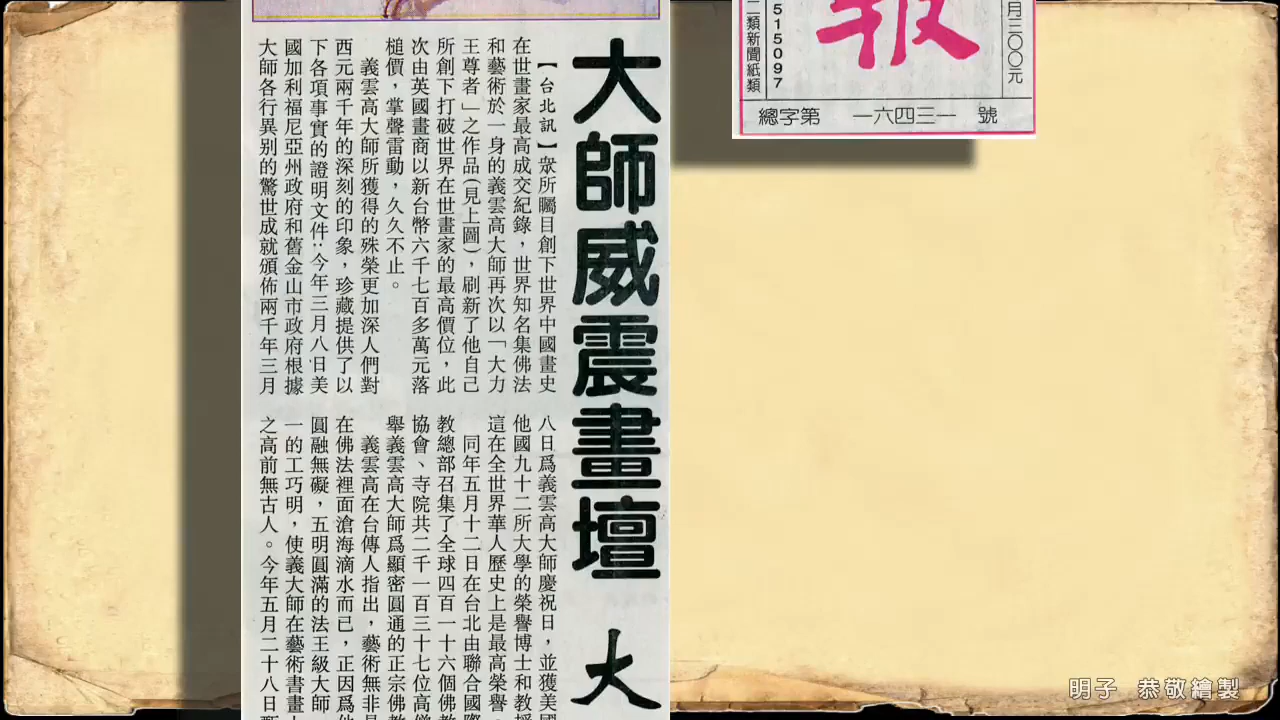 大師威震畫壇 大
【台北訊】眾所矚目創下世界中國畫史
在世畫家最高成交紀錄，世界知名集佛法
和藝術於一身的義雲高大師再次以「大力
王尊者」之作品（見上圖），刷新了他自己
所創下打破世界在世畫家的最高價位，此
次由英國畫商以新台幣六千七百多萬元落
槌價，掌聲雷動，久久不止。
義雲高大師所獲得的殊榮更加深人們對
西元兩千年的深刻的印象，珍藏提供了以
下各項事實的證明文件：今年三月八日美
國加利福尼亞州政府和舊金山市政府根據
大師各行異別的驚世成就頒佈兩千年三月
八日爲義雲高大師慶祝日，並獲美國
他國九十二所大學的榮譽博士和教授
這在全世界華人歷史上是最高榮譽。
同年五月十二日在台北由聯合國際
教總部召集了全球四百一十六個佛教
協會、寺院共二千一百三十七位高僧
舉義雲高大師爲顯密圓通的正宗佛教
義雲高在台傳人指出，藝術無非是
在佛法裡面滄海滴水而已，正因爲他
圓融無礙，五明圓滿的法王級大師
一的工巧明，使義大師在藝術書畫上
之高前無古人。今年五月二十八日
報
二類新聞紙類
515097
月三〇〇元
總字第 一六四三一 號
明子 恭敬繪製